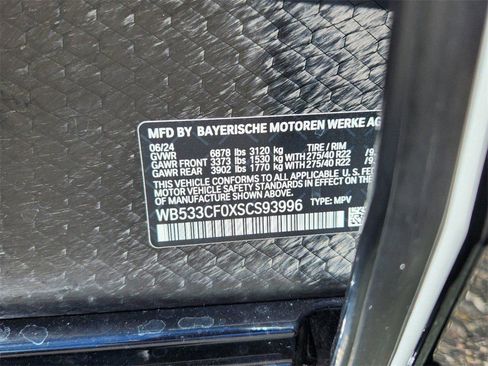 MFD BY BAYERISCHE MOTOREN WERKE AG
06/24 TIRE / RIM
GVWR 6878 lbs 3120 kg
GAWR FRONT 3373 lbs 1530 kg WITH 275/40 R22
GAWR REAR 3902 lbs 1770 kg WITH 275/40 R22
THIS VEHICLE CONFORMS TO ALL APPLICABLE U.S.
MOTOR VEHICLE SAFETY STANDARDS IN EFFECT ON THE DATE OF
MANUFACTURE SHOWN ABOVE.
WB533CF0XSCS93996 TYPE: MPV